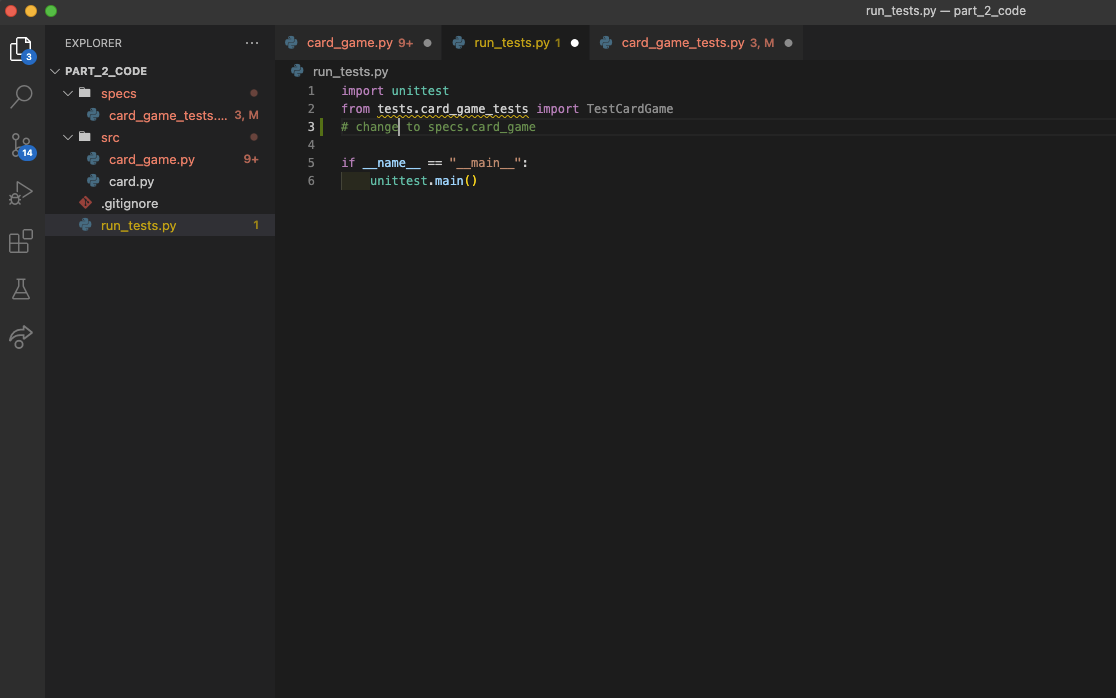 run_tests.py — part_2_code
EXPLORER
card_game.py 9+
run_tests.py 1
card_game_tests.py 3, M
3
PART_2_CODE
run_tests.py
specs
card_game_tests.... 3, M
src
14
card_game.py 9+
card.py
.gitignore
run_tests.py 1
1 import unittest
2 from tests.card_game_tests import TestCardGame
3 # change to specs.card_game
4
5 if __name__ == "__main__":
6 unittest.main()